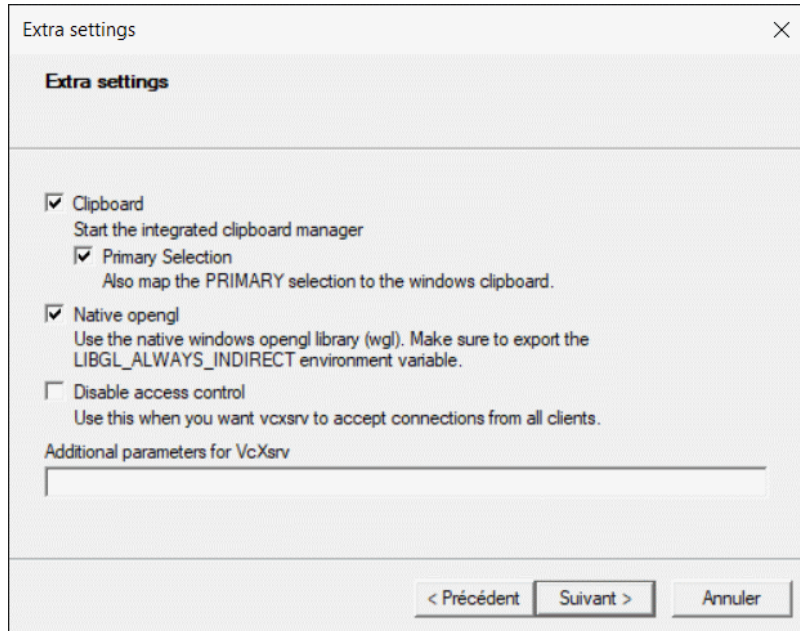 Extra settings
Extra settings
Clipboard
Start the integrated clipboard manager
Primary Selection
Also map the PRIMARY selection to the windows clipboard.
Native opengl
Use the native windows opengl library (wgl). Make sure to export the
LIBGL_ALWAYS_INDIRECT environment variable.
Disable access control
Use this when you want vcxsrv to accept connections from all clients.
Additional parameters for VcXsrv
< Précédent
Suivant >
Annuler